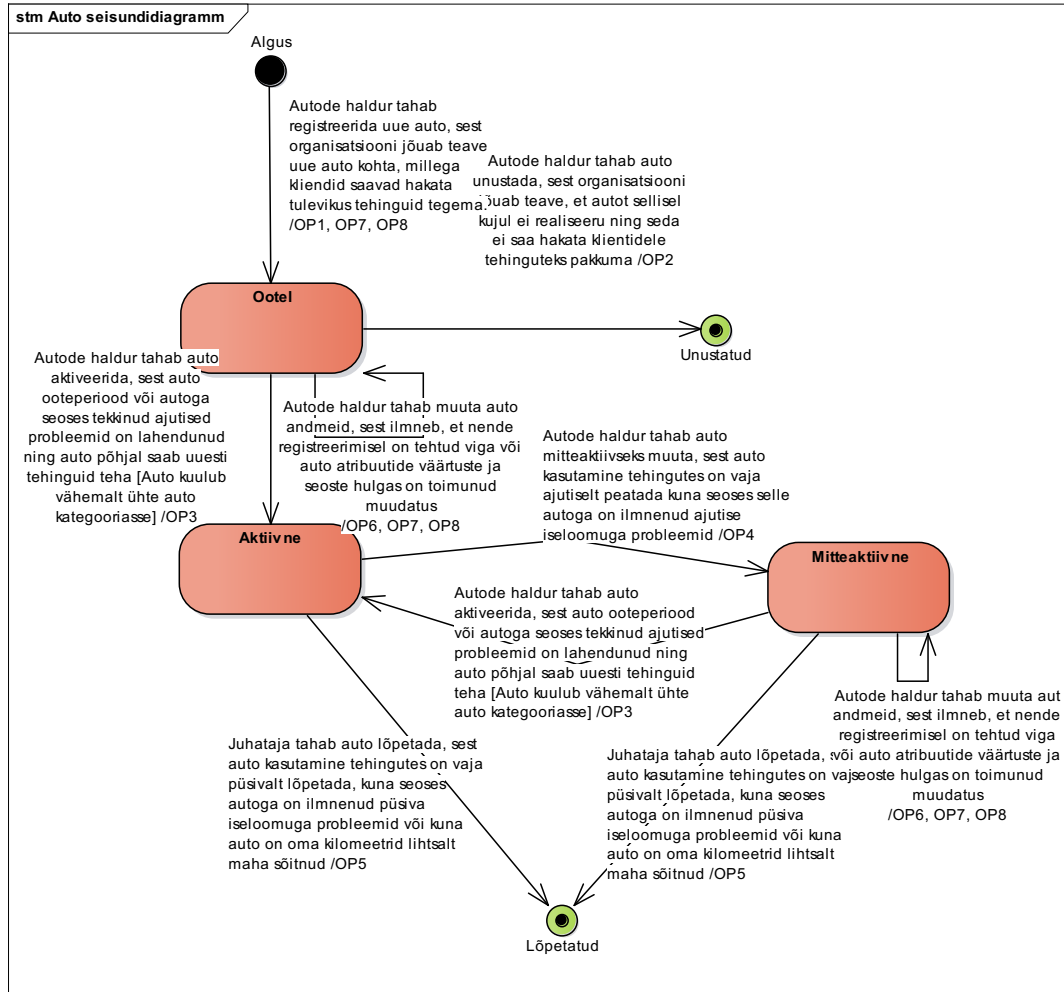 stm Auto seisundidiagramm
Algus
Autode haldur tahab
registreerida uue auto, sest
organisatsiooni jõuab teave
uue auto kohta, millega
kliendid saavad hakata
tulevikus tehinguid tegema.
/OP1, OP7, OP8
Autode haldur tahab auto
unustada, sest organisatsiooni
jõuab teave, et autot sellisel
kujul ei realiseeru ning seda
ei saa hakata klientidele
tehinguteks pakkuma /OP2
Ootel
Unustatud
Autode haldur tahab auto
aktiveerida, sest auto
ooteperiood või autoga
seoses tekkinud ajutised
probleemid on lahendunud
ning auto põhjal saab uuesti
tehinguid teha [Auto kuulub
vähemalt ühte auto
kategooriasse] /OP3
Autode haldur tahab muuta auto
andmeid, sest ilmneb, et nende
registreerimisel on tehtud viga või
auto atribuutide väärtuste ja
seoste hulgas on toimunud
muudatus
/OP6, OP7, OP8
Autode haldur tahab auto
mitteaktiivseks muuta, sest auto
kasutamine tehingutes on vaja
ajutiselt peatada kuna seoses selle
autoga on ilmnenud ajutise
iseloomuga probleemid /OP4
Aktiivne
Mitteaktiivne
Autode haldur tahab auto
aktiveerida, sest auto ooteperiood
või autoga seoses tekkinud ajutised
probleemid on lahendunud ning
auto põhjal saab uuesti tehinguid
teha [Auto kuulub vähemalt ühte
auto kategooriasse] /OP3
Autode haldur tahab muuta aut
andmeid, sest ilmneb, et nende
registreerimisel on tehtud viga
või auto atribuutide väärtuste ja
seoste hulgas on toimunud
muudatus
/OP6, OP7, OP8
Juhataja tahab auto lõpetada, sest
auto kasutamine tehingutes on vaja
püsivalt lõpetada, kuna seoses
autoga on ilmnenud püsiva
iseloomuga probleemid või kuna
auto on oma kilomeetrid lihtsalt
maha sõitnud /OP5
Juhataja tahab auto lõpetada,
auto kasutamine tehingutes on vaj
püsivalt lõpetada, kuna seoses
autoga on ilmnenud püsiva
iseloomuga probleemid või kuna
auto on oma kilomeetrid lihtsalt
maha sõitnud /OP5
Lõpetatud